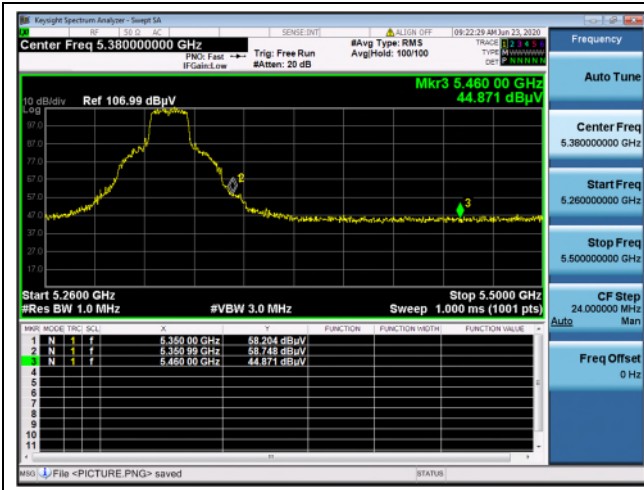 Keysight Spectrum Analyzer - Swept SA
RF 50 Ω AC SENSE:INT ALIGN OFF 09:22:29 AM Jun 23, 2020
Center Freq 5.380000000 GHz #Avg Type: RMS TRACE 1 2 3 4 5 6
PNO: Fast Trig: Free Run Avg|Hold: 100/100 TYPE M
IFGain:Low #Atten: 20 dB DET P N N N N N
Mkr3 5.460 00 GHz
44.871 dBµV
10 dB/div Ref 106.99 dBµV
Log
97.0
87.0
77.0
67.0
57.0
47.0
37.0
27.0
17.0
2
3
Start 5.2600 GHz Stop 5.5000 GHz
#Res BW 1.0 MHz #VBW 3.0 MHz Sweep 1.000 ms (1001 pts)
MKR MODE TRC SCL X Y FUNCTION FUNCTION WIDTH FUNCTION VALUE
1 N 1 f 5.350 00 GHz 58.204 dBµV
2 N 1 f 5.350 99 GHz 58.748 dBµV
3 N 1 f 5.460 00 GHz 44.871 dBµV
4
5
6
7
8
9
10
11
MSG File <PICTURE.PNG> saved STATUS
Frequency
Auto Tune
Center Freq
5.380000000 GHz
Start Freq
5.260000000 GHz
Stop Freq
5.500000000 GHz
CF Step
24.000000 MHz
Auto Man
Freq Offset
0 Hz